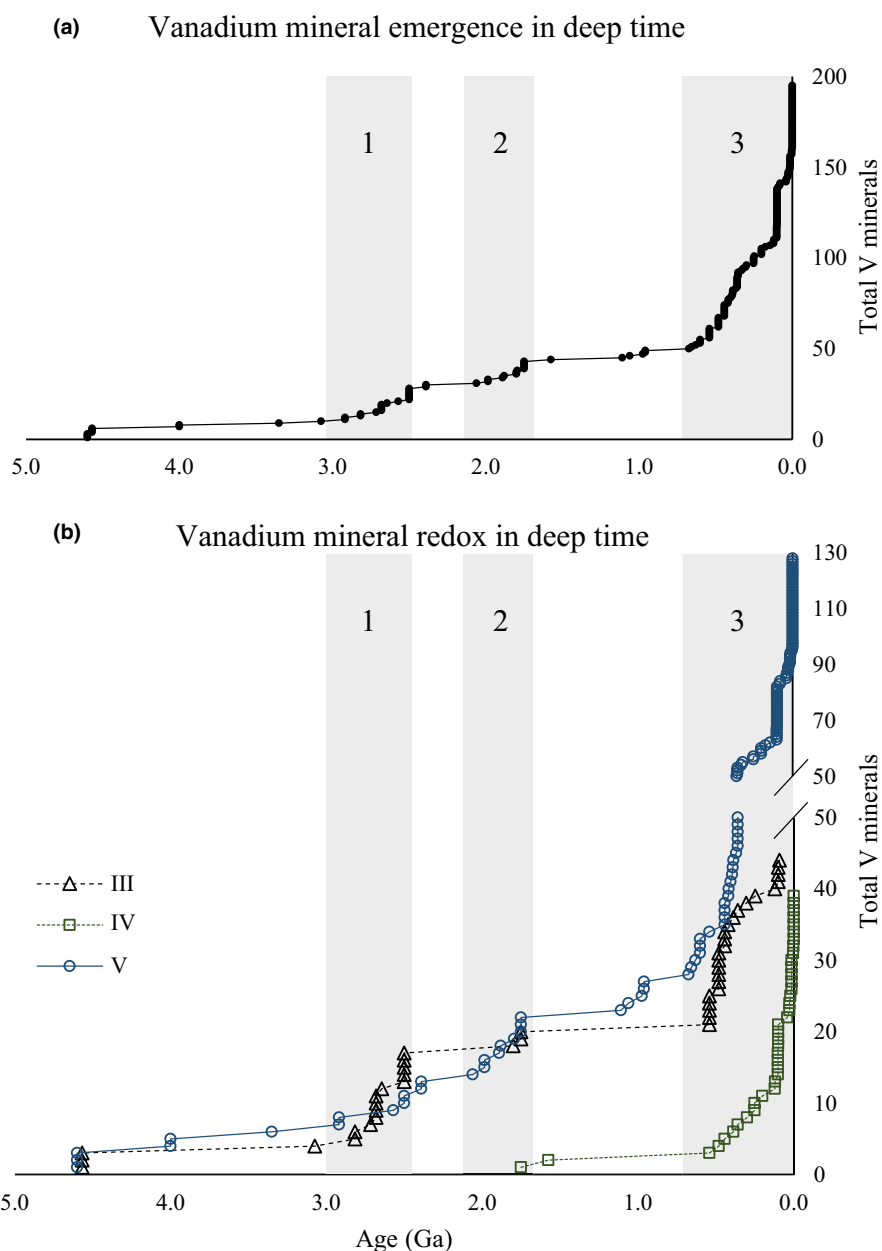 (a) Vanadium mineral emergence in deep time
200
1 2 3
150
100
50
0
Total V minerals
5.0 4.0 3.0 2.0 1.0 0.0
(b) Vanadium mineral redox in deep time
130
1 2 3
110
90
70
50
50
III
40
IV
V
30
20
10
0
Total V minerals
5.0 4.0 3.0 2.0 1.0 0.0
Age (Ga)